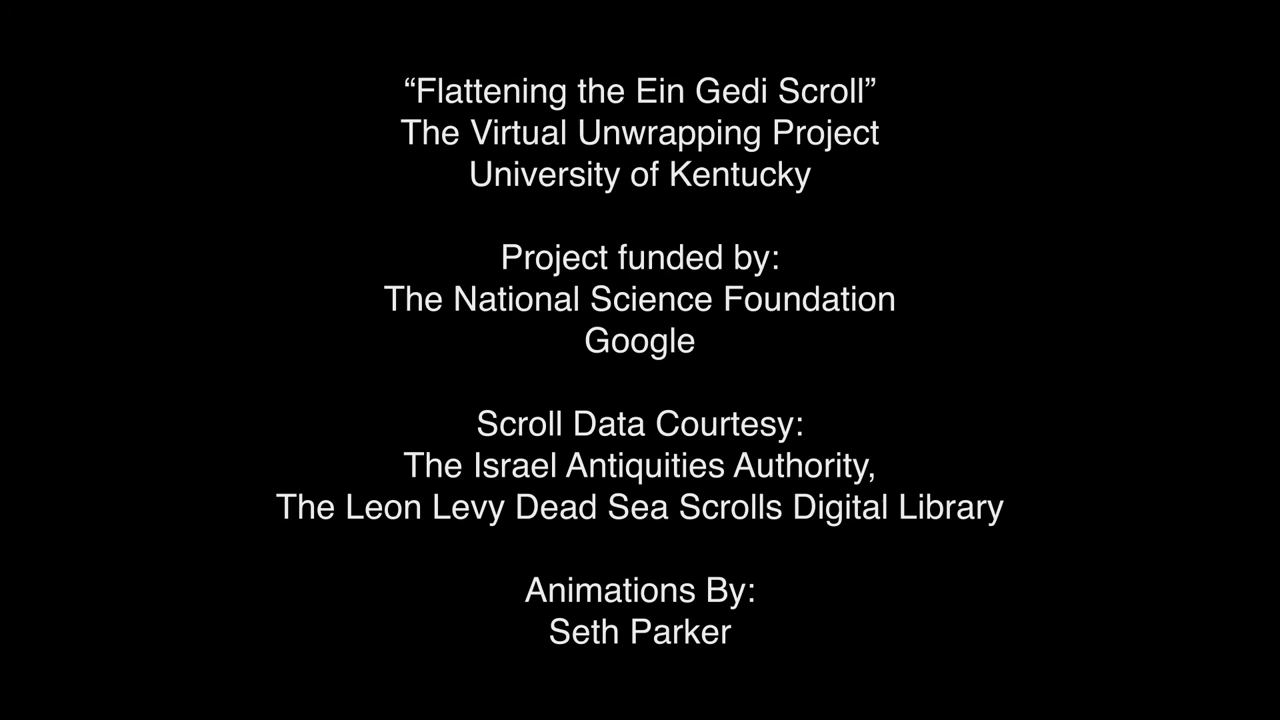 “Flattening the Ein Gedi Scroll”
The Virtual Unwrapping Project
University of Kentucky
Project funded by:
The National Science Foundation
Google
Scroll Data Courtesy:
The Israel Antiquities Authority,
The Leon Levy Dead Sea Scrolls Digital Library
Animations By:
Seth Parker